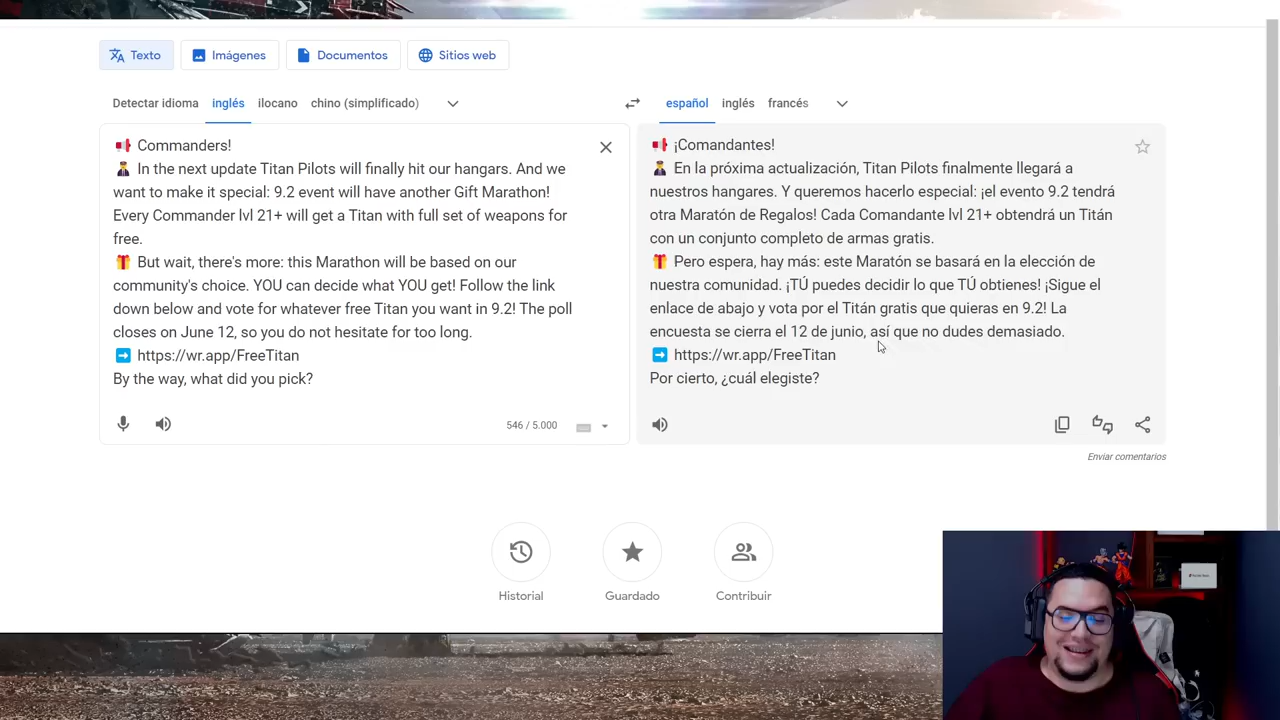 Texto Imágenes Documentos Sitios web
Detectar idioma inglés ilocano chino (simplificado)
español inglés francés
📢 Commanders!
👨‍✈️ In the next update Titan Pilots will finally hit our hangars. And we
want to make it special: 9.2 event will have another Gift Marathon!
Every Commander lvl 21+ will get a Titan with full set of weapons for
free.
🎁 But wait, there's more: this Marathon will be based on our
community's choice. YOU can decide what YOU get! Follow the link
down below and vote for whatever free Titan you want in 9.2! The poll
closes on June 12, so you do not hesitate for too long.
➡️ https://wr.app/FreeTitan
By the way, what did you pick?
546 / 5.000
📢 ¡Comandantes!
👨‍✈️ En la próxima actualización, Titan Pilots finalmente llegará a
nuestros hangares. Y queremos hacerlo especial: ¡el evento 9.2 tendrá
otra Maratón de Regalos! Cada Comandante lvl 21+ obtendrá un Titán
con un conjunto completo de armas gratis.
🎁 Pero espera, hay más: este Maratón se basará en la elección de
nuestra comunidad. ¡TÚ puedes decidir lo que TÚ obtienes! ¡Sigue el
enlace de abajo y vota por el Titán gratis que quieras en 9.2! La
encuesta se cierra el 12 de junio, así que no dudes demasiado.
➡️ https://wr.app/FreeTitan
Por cierto, ¿cuál elegiste?
Enviar comentarios
Historial Guardado Contribuir